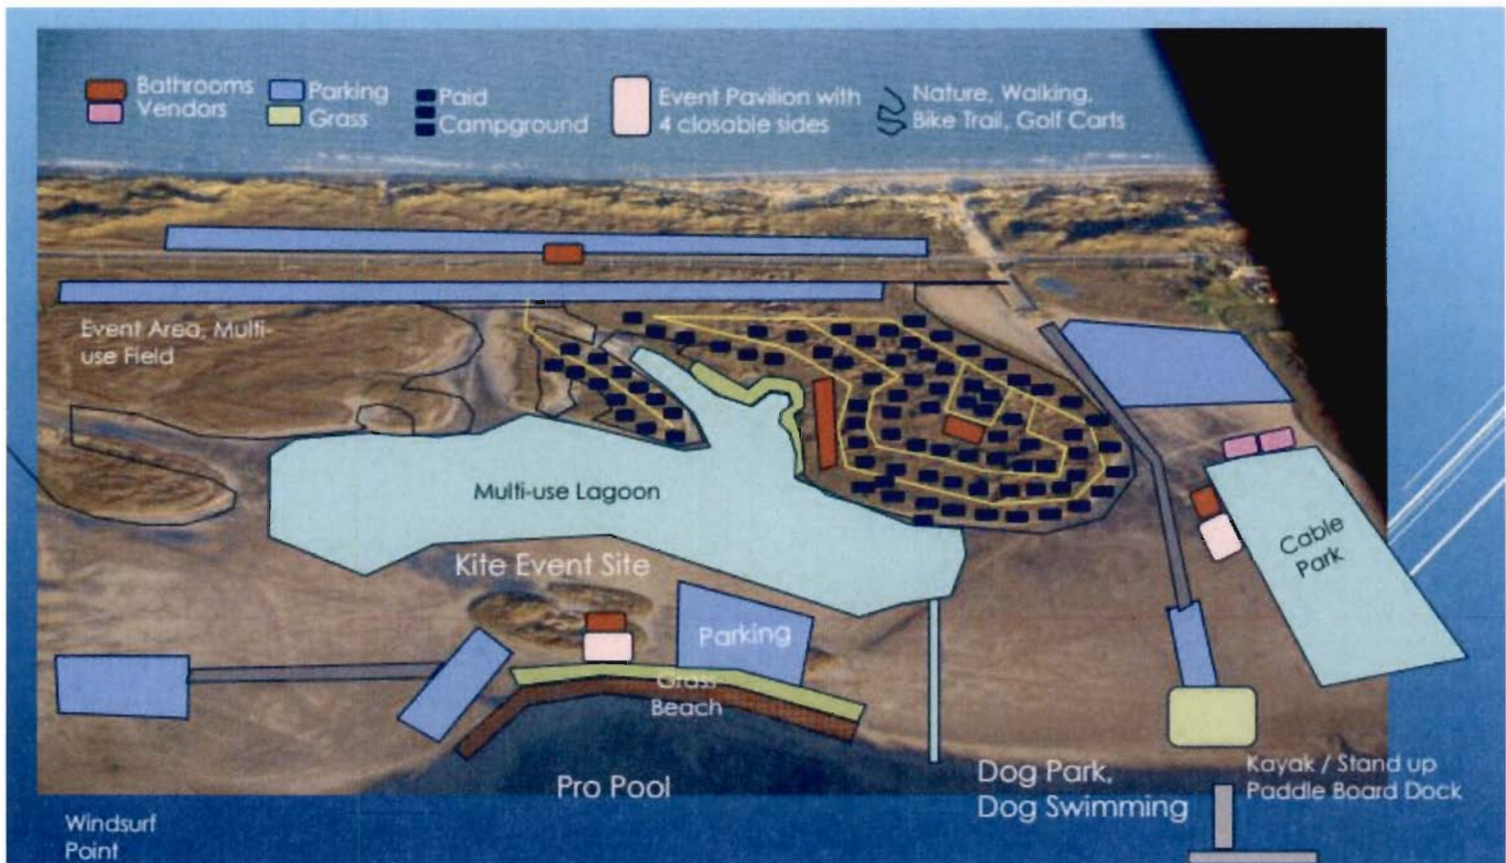 Bathrooms
Vendors
Parking
Grass
Paid
Campground
Event Pavilion with
4 closable sides
Nature, Walking,
Bike Trail, Golf Carts
Event Area, Multi-
use Field
Multi-use Lagoon
Cable
Park
Kite Event Site
Parking
Grass
Beach
Pro Pool
Dog Park,
Dog Swimming
Kayak / Stand up
Paddle Board Dock
Windsurf
Point